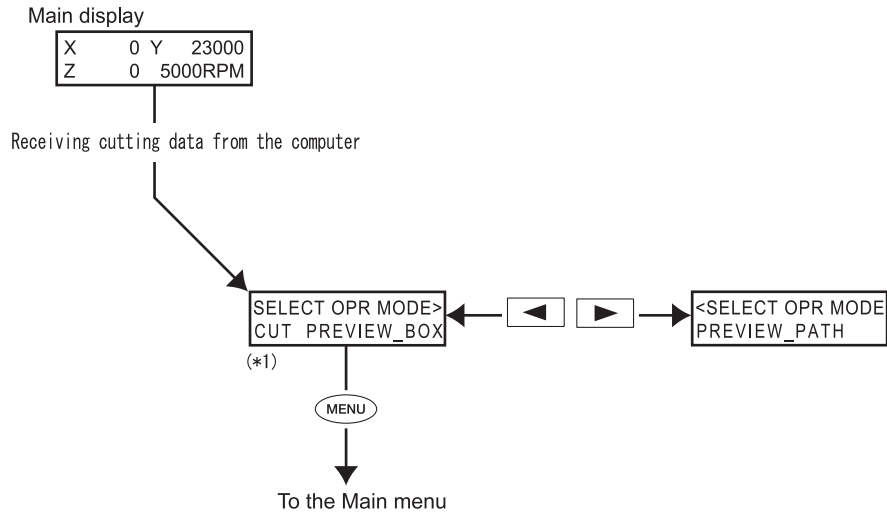 Main display
X 0 Y 23000
Z 0 5000RPM
Receiving cutting data from the computer
SELECT OPR MODE>
CUT PREVIEW_BOX
<SELECT OPR MODE
PREVIEW_PATH
(*1)
MENU
To the Main menu